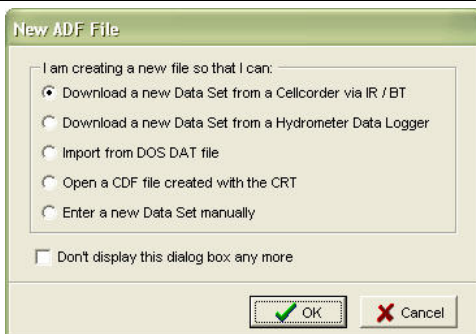 New ADF File
I am creating a new file so that I can:
Download a new Data Set from a Cellcorder via IR / BT
Download a new Data Set from a Hydrometer Data Logger
Import from DOS DAT file
Open a CDF file created with the CRT
Enter a new Data Set manually
Don't display this dialog box any more
OK
Cancel